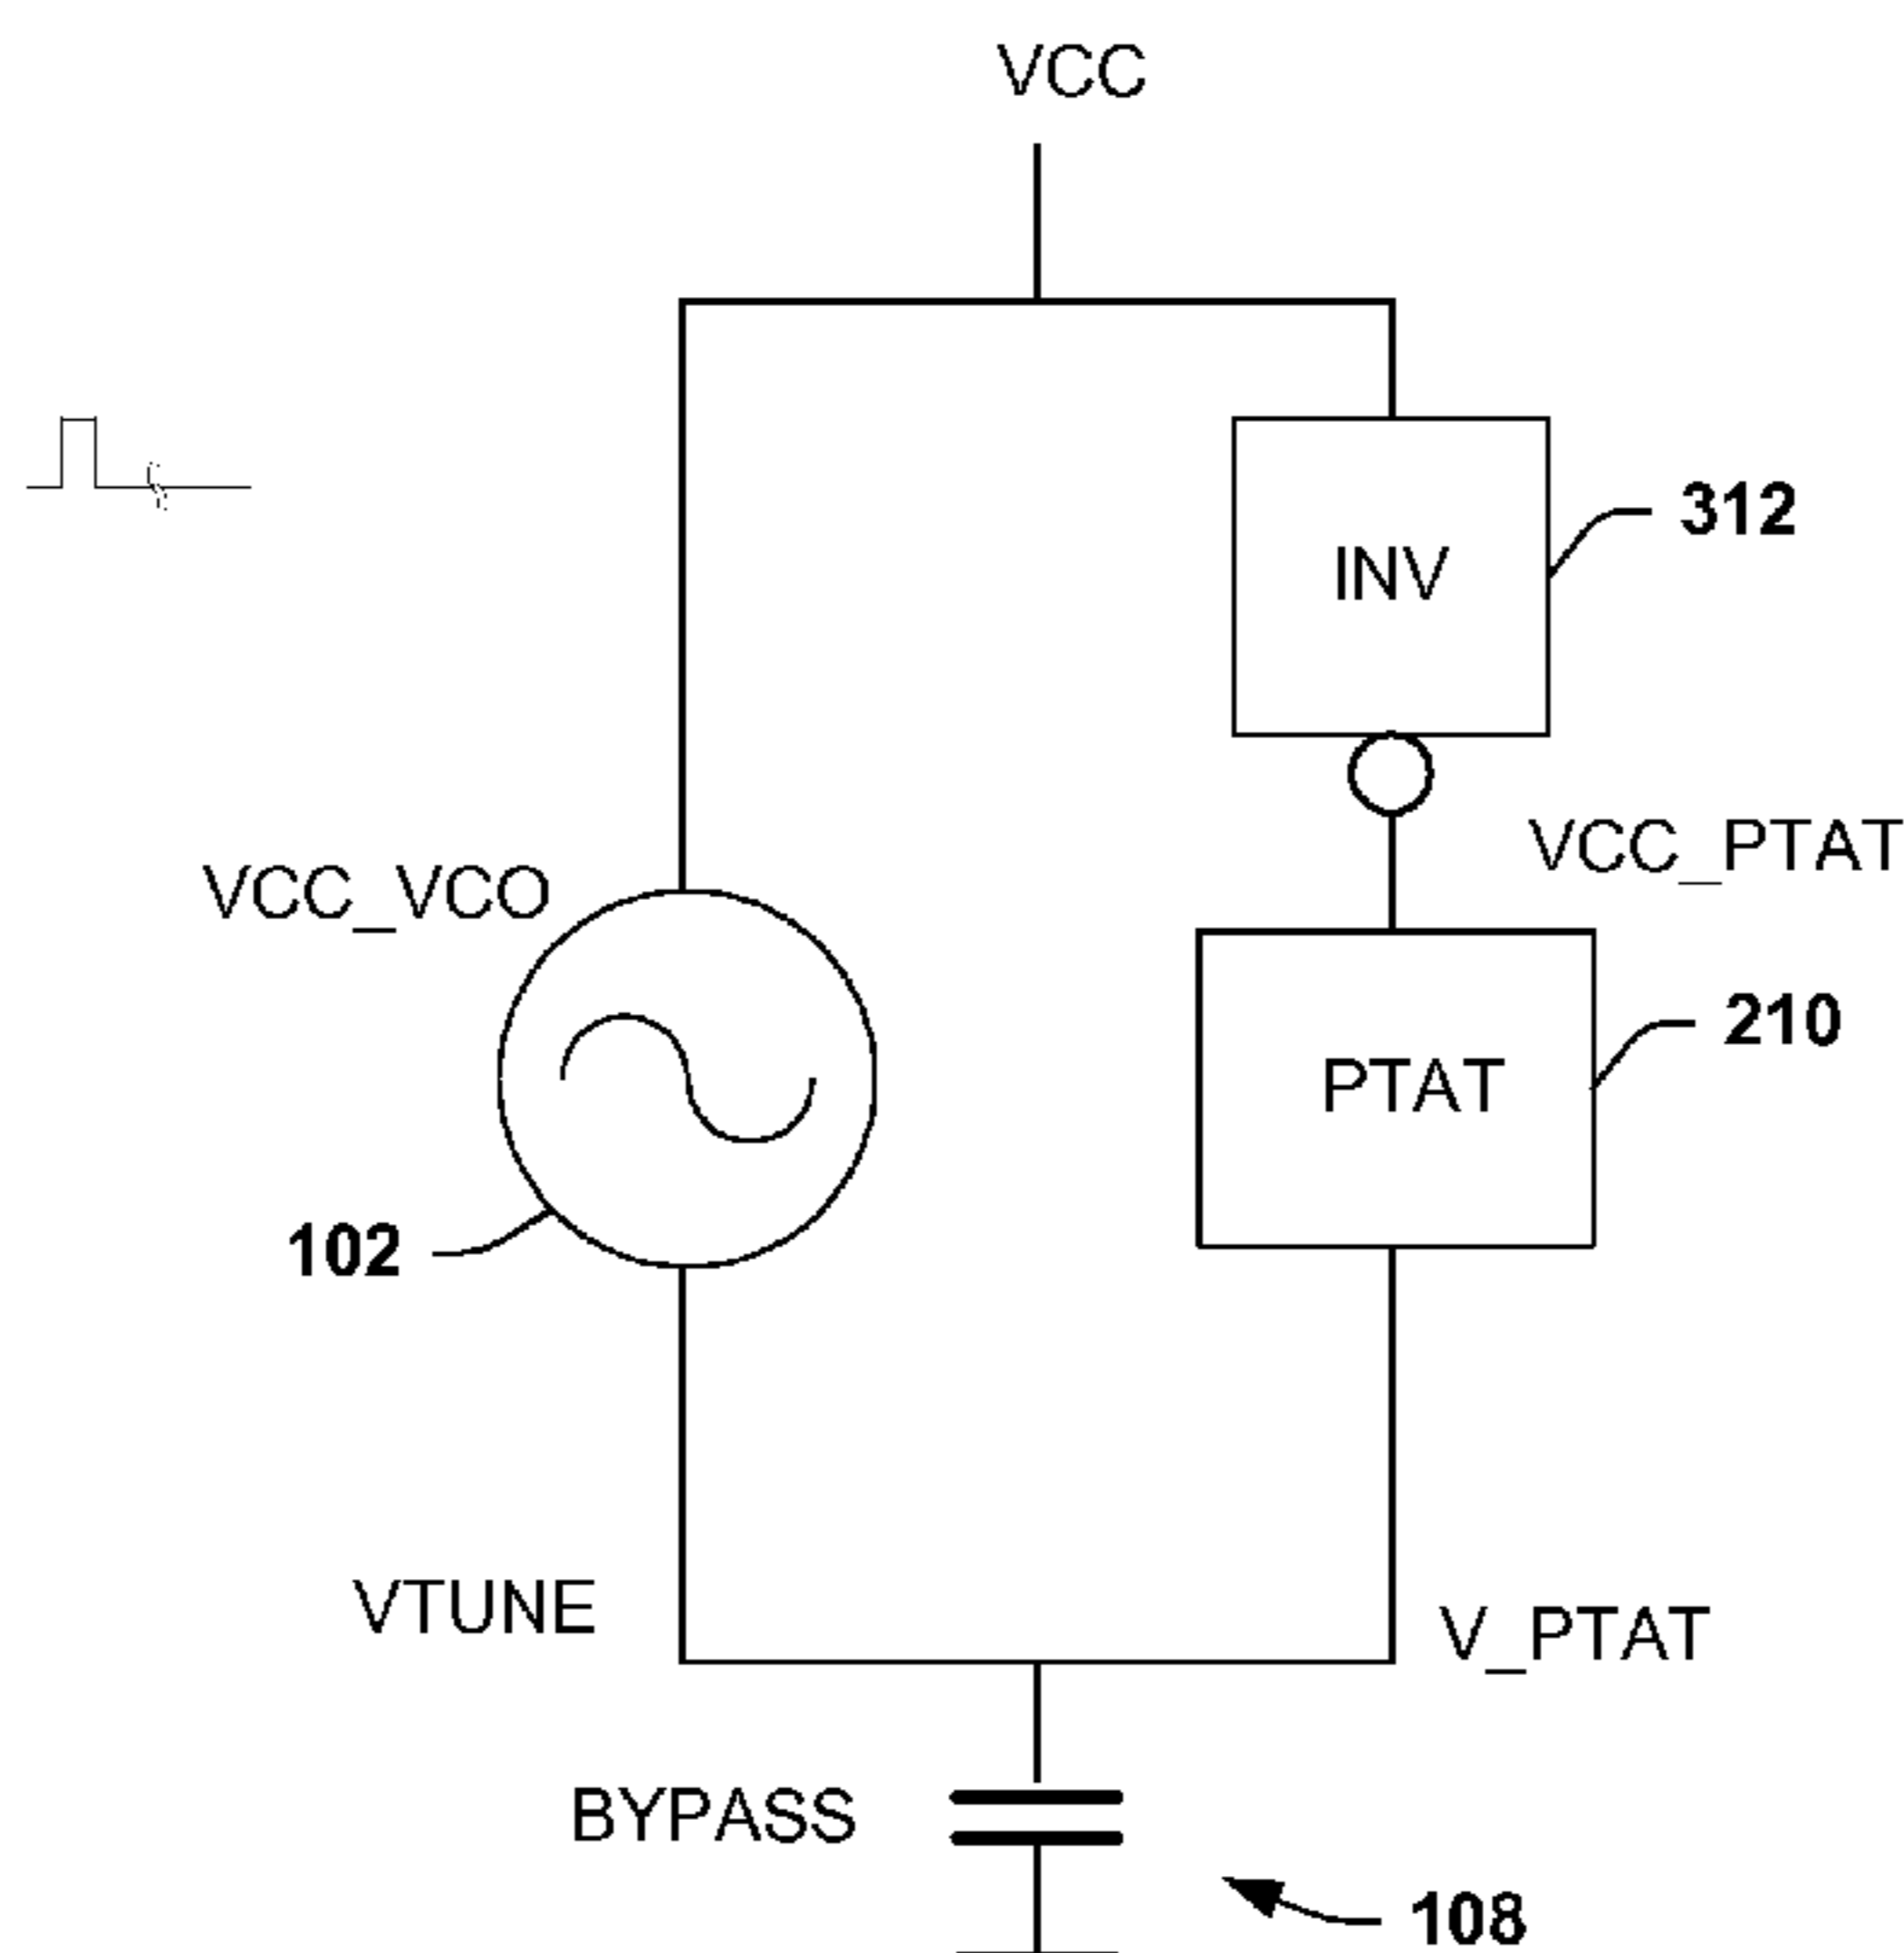 VCC
312
INV
VCC_PTAT
VCC_VCO
210
PTAT
102
VTUNE
V_PTAT
BYPASS
108